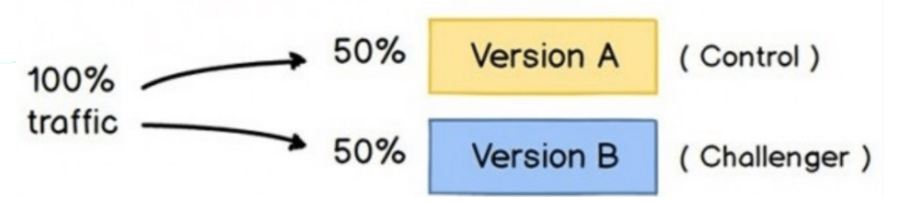 100%
traffic
50% Version A ( Control )
50% Version B ( Challenger )